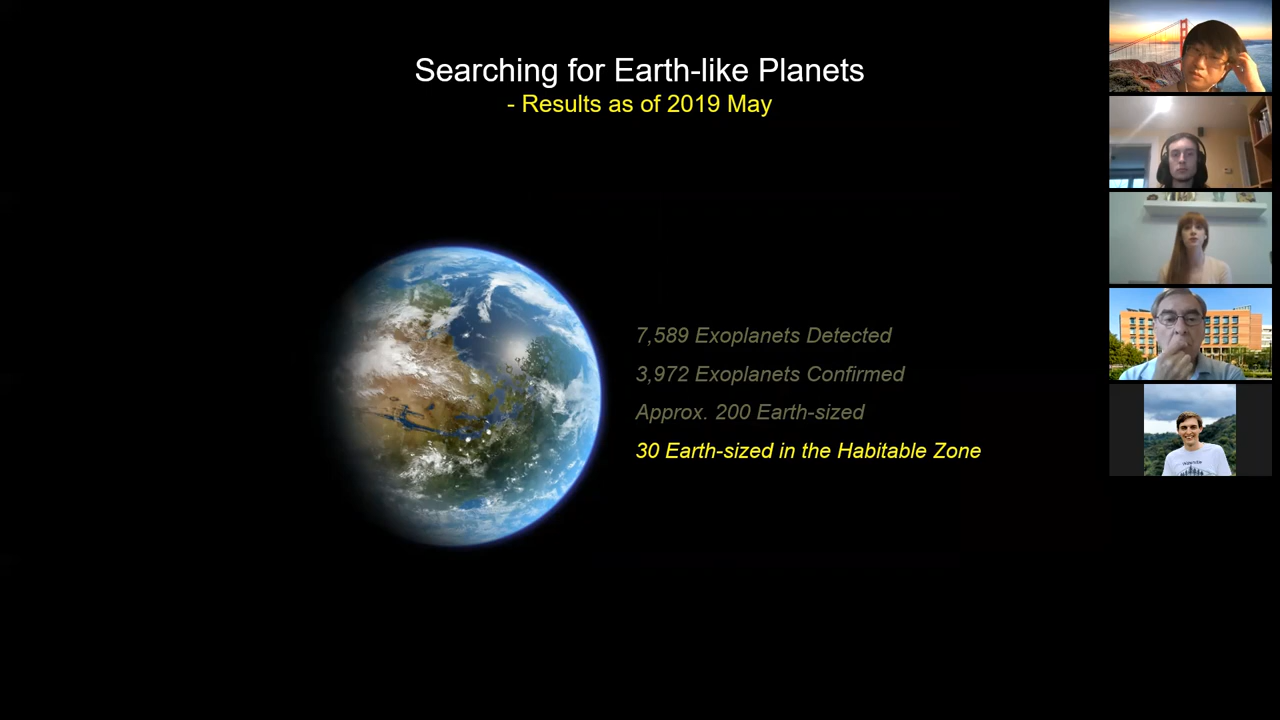 Searching for Earth-like Planets
- Results as of 2019 May
7,589 Exoplanets Detected
3,972 Exoplanets Confirmed
Approx. 200 Earth-sized
30 Earth-sized in the Habitable Zone